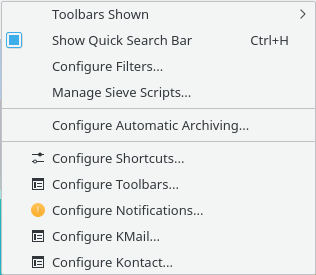 Toolbars Shown
Show Quick Search Bar Ctrl+H
Configure Filters...
Manage Sieve Scripts...
Configure Automatic Archiving...
Configure Shortcuts...
Configure Toolbars...
Configure Notifications...
Configure KMail...
Configure Kontact...